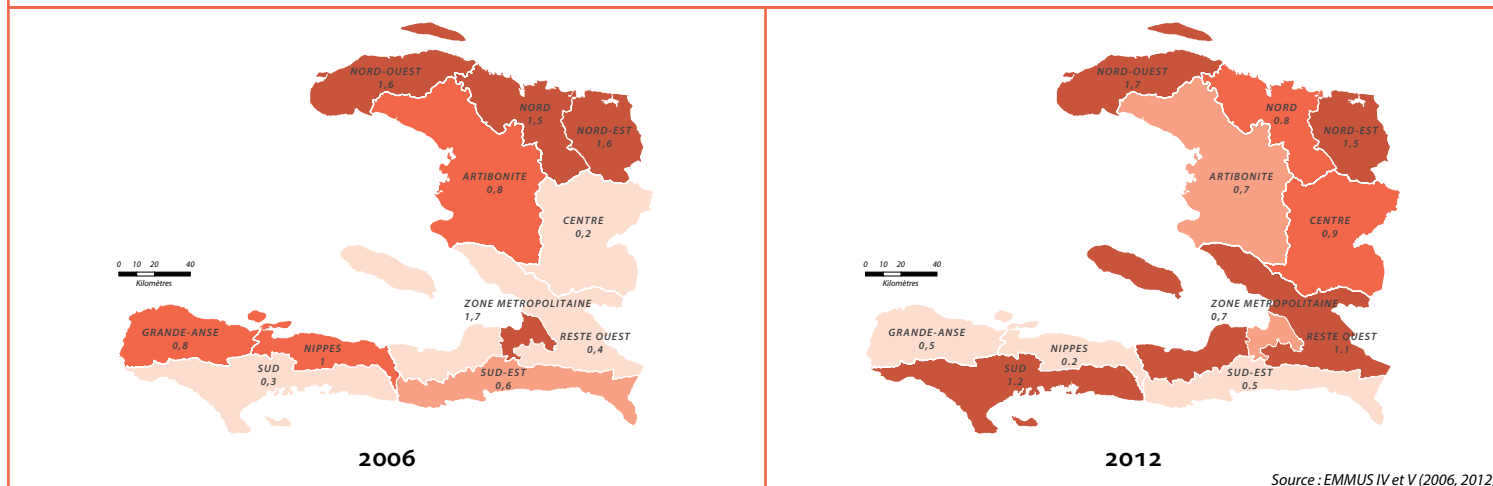 NORD-OUEST
1,6
NORD
1,5
NORD-EST
1,6
ARTIBONITE
0,8
CENTRE
0,2
0 10 20 40
Kilomètres
ZONE METROPOLITAINE
1,7
GRANDE-ANSE
0,8
NIPPES
1
RESTE OUEST
0,4
SUD
0,3
SUD-EST
0,6
2006
NORD-OUEST
1,7
NORD
0.8
NORD-EST
1,5
ARTIBONITE
0,7
CENTRE
0,9
0 10 20 40
Kilomètres
ZONE METROPOLITAINE
0,7
GRANDE-ANSE
0,5
NIPPES
0.2
RESTE OUEST
1.1
SUD
1.2
SUD-EST
0.5
2012
Source : EMMUS IV et V (2006, 2012)